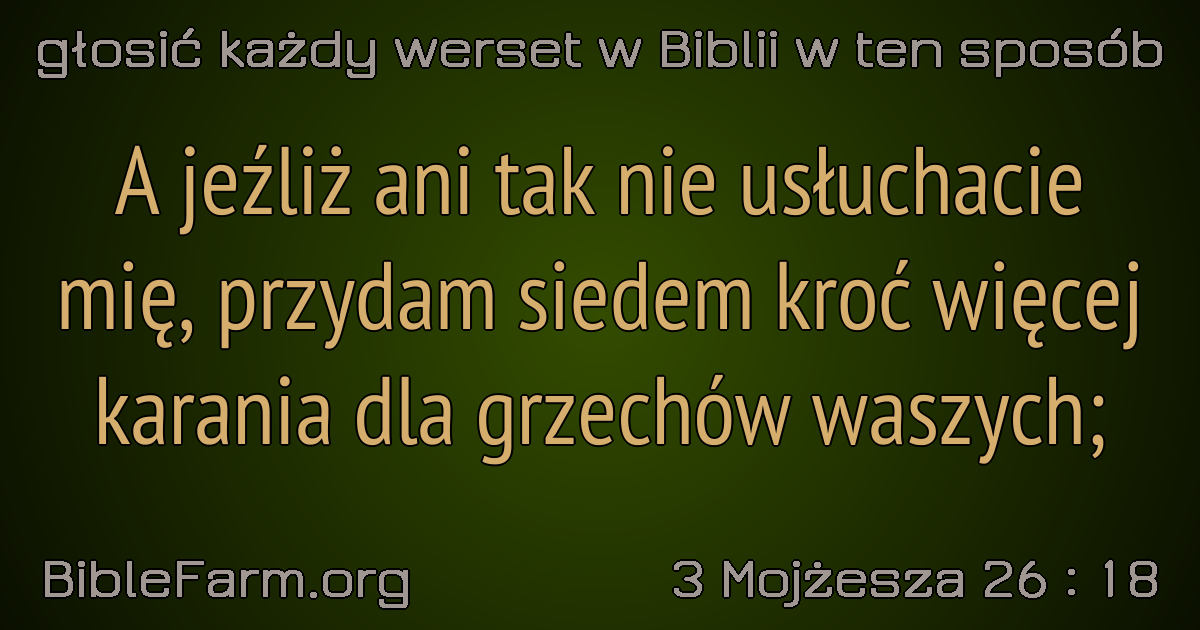 głosić każdy werset w Biblii w ten sposób
A jeźliż ani tak nie usłuchacie
mię, przydam siedem kroć więcej
karania dla grzechów waszych;
BibleFarm.org
3 Mojżesza 26 : 18